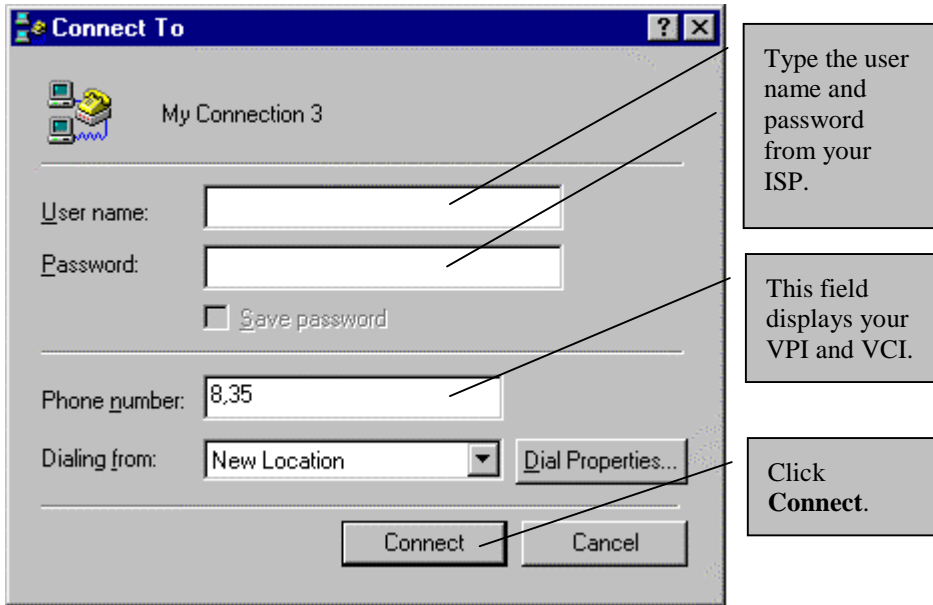 Connect To
My Connection 3
User name:
Password:
Save password
Phone number: 8,35
Dialing from: New Location Dial Properties...
Connect Cancel
Type the user
name and
password
from your
ISP.
This field
displays your
VPI and VCI.
Click
Connect.